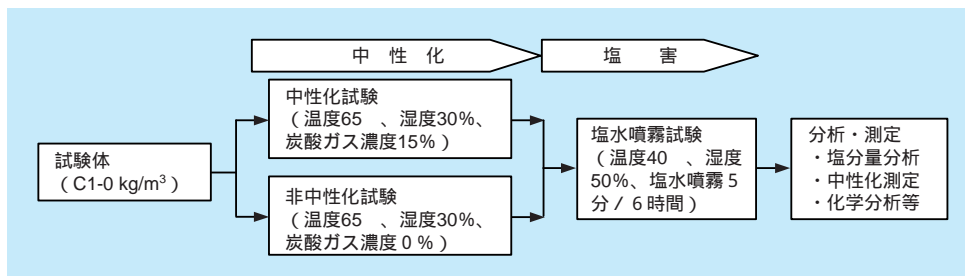 中 性 化
塩 害
試験体
（C1-0 kg/m³）
中性化試験
（温度65　、湿度30%、
炭酸ガス濃度15%）
非中性化試験
（温度65　、湿度30%、
炭酸ガス濃度０%）
塩水噴霧試験
（温度40　、湿度
50%、塩水噴霧５
分／６時間）
分析・測定
・塩分量分析
・中性化測定
・化学分析等